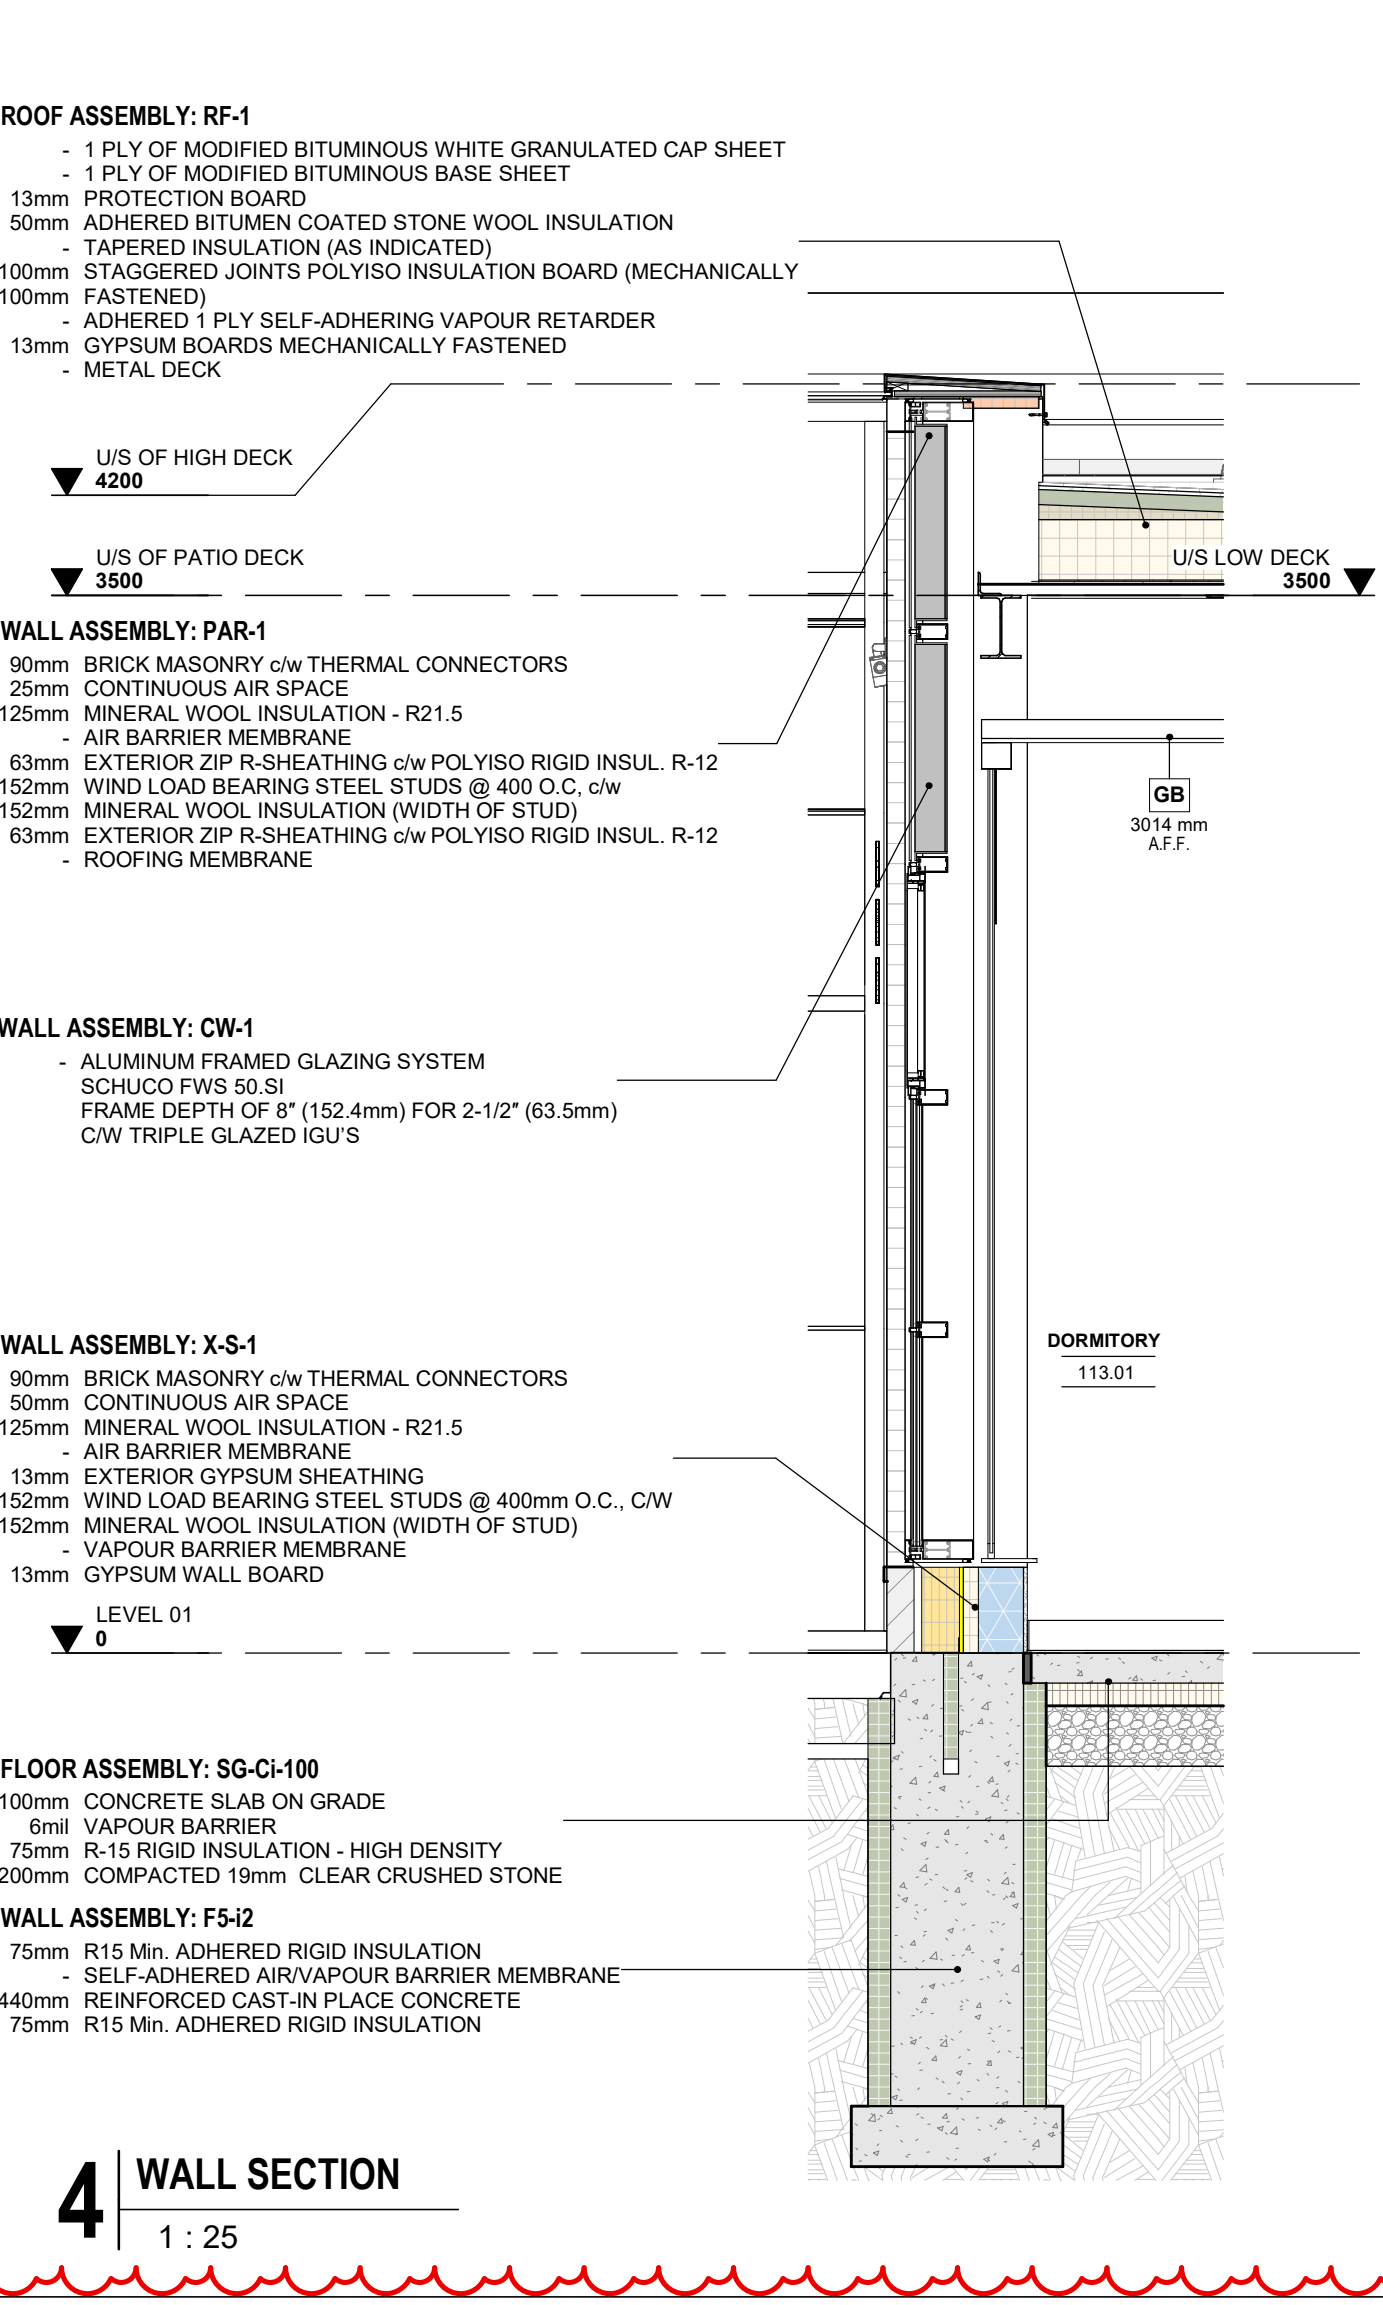 ROOF ASSEMBLY: RF-1
- 1 PLY OF MODIFIED BITUMINOUS WHITE GRANULATED CAP SHEET
- 1 PLY OF MODIFIED BITUMINOUS BASE SHEET
13mm PROTECTION BOARD
50mm ADHERED BITUMEN COATED STONE WOOL INSULATION
- TAPERED INSULATION (AS INDICATED)
100mm STAGGERED JOINTS POLYISO INSULATION BOARD (MECHANICALLY
100mm FASTENED)
- ADHERED 1 PLY SELF-ADHERING VAPOUR RETARDER
13mm GYPSUM BOARDS MECHANICALLY FASTENED
- METAL DECK
U/S OF HIGH DECK
4200
U/S OF PATIO DECK
3500
U/S LOW DECK
3500
WALL ASSEMBLY: PAR-1
90mm BRICK MASONRY c/w THERMAL CONNECTORS
25mm CONTINUOUS AIR SPACE
125mm MINERAL WOOL INSULATION - R21.5
- AIR BARRIER MEMBRANE
63mm EXTERIOR ZIP R-SHEATHING c/w POLYISO RIGID INSUL. R-12
152mm WIND LOAD BEARING STEEL STUDS @ 400 O.C, c/w
152mm MINERAL WOOL INSULATION (WIDTH OF STUD)
63mm EXTERIOR ZIP R-SHEATHING c/w POLYISO RIGID INSUL. R-12
- ROOFING MEMBRANE
GB
3014 mm
A.F.F.
WALL ASSEMBLY: CW-1
- ALUMINUM FRAMED GLAZING SYSTEM
SCHUCO FWS 50.SI
FRAME DEPTH OF 8″ (152.4mm) FOR 2-1/2″ (63.5mm)
C/W TRIPLE GLAZED IGU'S
WALL ASSEMBLY: X-S-1
90mm BRICK MASONRY c/w THERMAL CONNECTORS
50mm CONTINUOUS AIR SPACE
125mm MINERAL WOOL INSULATION - R21.5
- AIR BARRIER MEMBRANE
13mm EXTERIOR GYPSUM SHEATHING
152mm WIND LOAD BEARING STEEL STUDS @ 400mm O.C., C/W
152mm MINERAL WOOL INSULATION (WIDTH OF STUD)
- VAPOUR BARRIER MEMBRANE
13mm GYPSUM WALL BOARD
DORMITORY
113.01
LEVEL 01
0
FLOOR ASSEMBLY: SG-Ci-100
100mm CONCRETE SLAB ON GRADE
6mil VAPOUR BARRIER
75mm R-15 RIGID INSULATION - HIGH DENSITY
200mm COMPACTED 19mm CLEAR CRUSHED STONE
WALL ASSEMBLY: F5-i2
75mm R15 Min. ADHERED RIGID INSULATION
- SELF-ADHERED AIR/VAPOUR BARRIER MEMBRANE
440mm REINFORCED CAST-IN PLACE CONCRETE
75mm R15 Min. ADHERED RIGID INSULATION
4 WALL SECTION
1 : 25